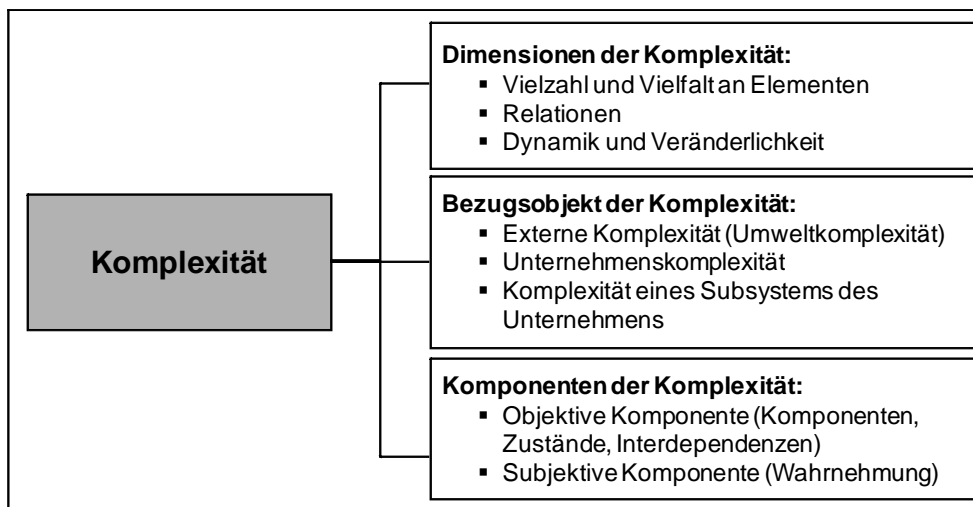 Komplexität
Dimensionen der Komplexität:
▪ Vielzahl und Vielfalt an Elementen
▪ Relationen
▪ Dynamik und Veränderlichkeit
Bezugsobjekt der Komplexität:
▪ Externe Komplexität (Umweltkomplexität)
▪ Unternehmenskomplexität
▪ Komplexität eines Subsystems des
Unternehmens
Komponenten der Komplexität:
▪ Objektive Komponente (Komponenten,
Zustände, Interdependenzen)
▪ Subjektive Komponente (Wahrnehmung)